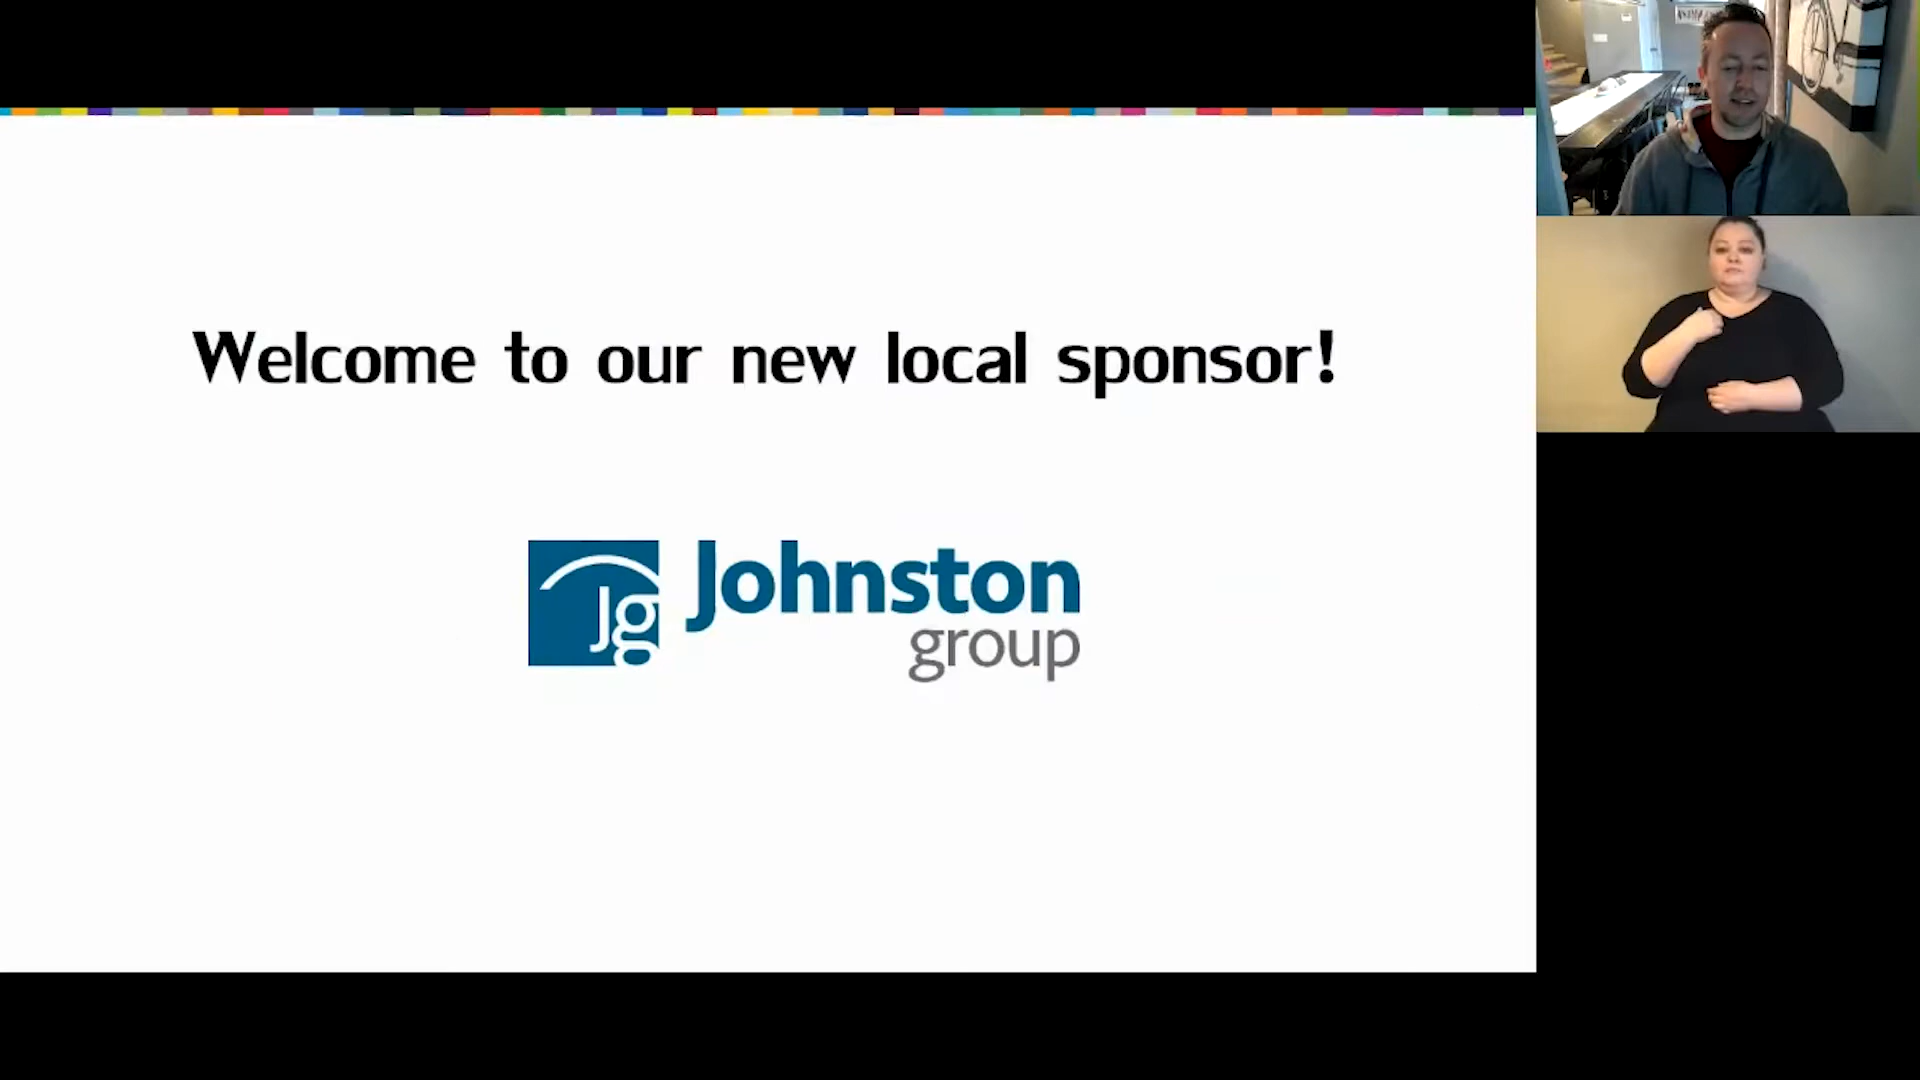 Welcome to our new local sponsor!
Jg
Johnston
group